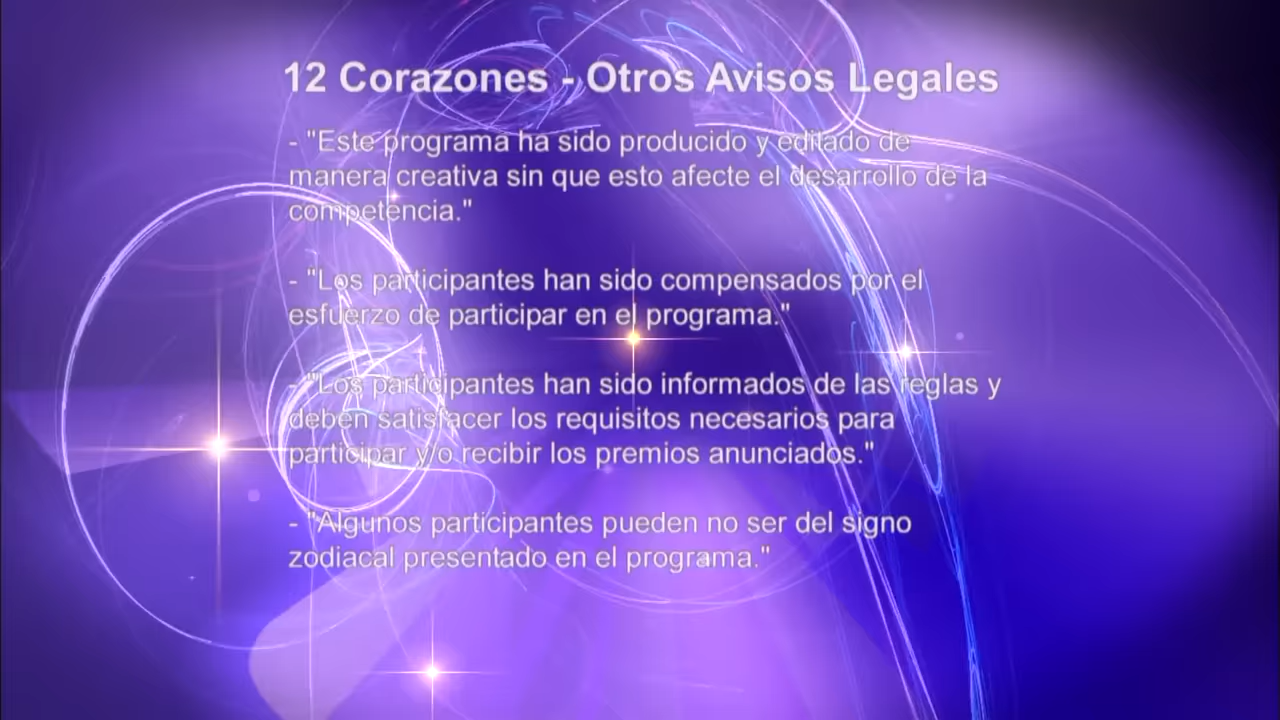 12 Corazones - Otros Avisos Legales
- "Este programa ha sido producido y editado de
manera creativa sin que esto afecte el desarrollo de la
competencia."
- "Los participantes han sido compensados por el
esfuerzo de participar en el programa."
- "Los participantes han sido informados de las reglas y
deben satisfacer los requisitos necesarios para
participar y/o recibir los premios anunciados."
- "Algunos participantes pueden no ser del signo
zodiacal presentado en el programa."